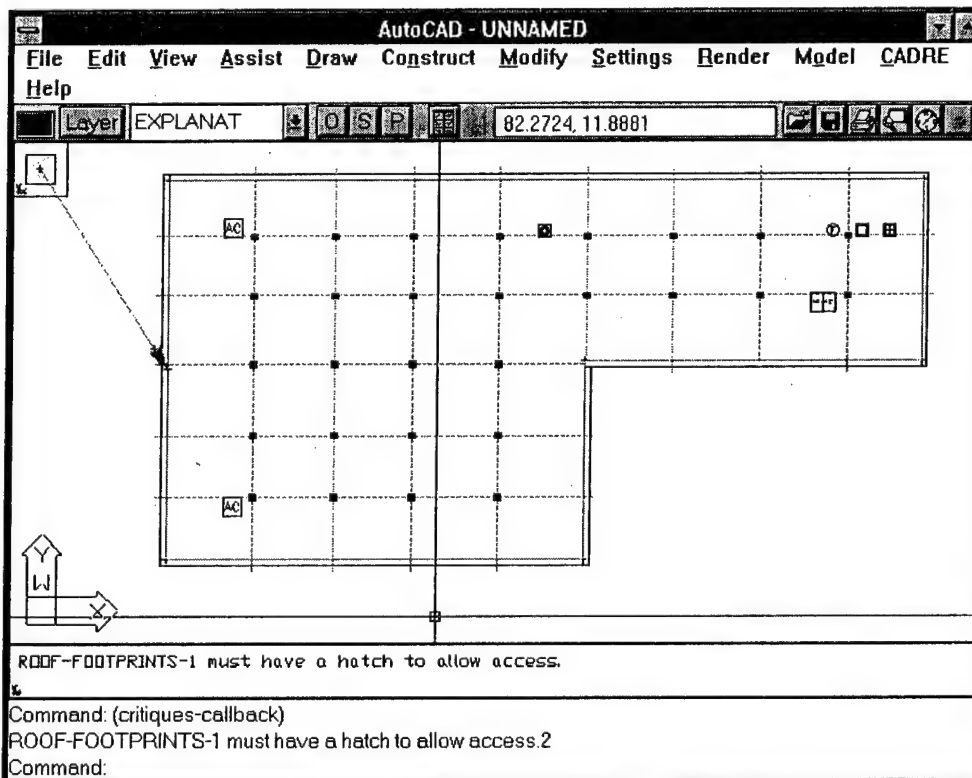 AutoCAD - UNNAMED
File Edit View Assist Draw Construct Modify Settings Render Model CADRE
Help
Layer EXPLANAT O S P 82.2724, 11.8881
AC
T
AC
Y
W
X
ROOF-FOOTPRINTS-1 must have a hatch to allow access.
Command: (critiques-callback)
ROOF-FOOTPRINTS-1 must have a hatch to allow access.2
Command: